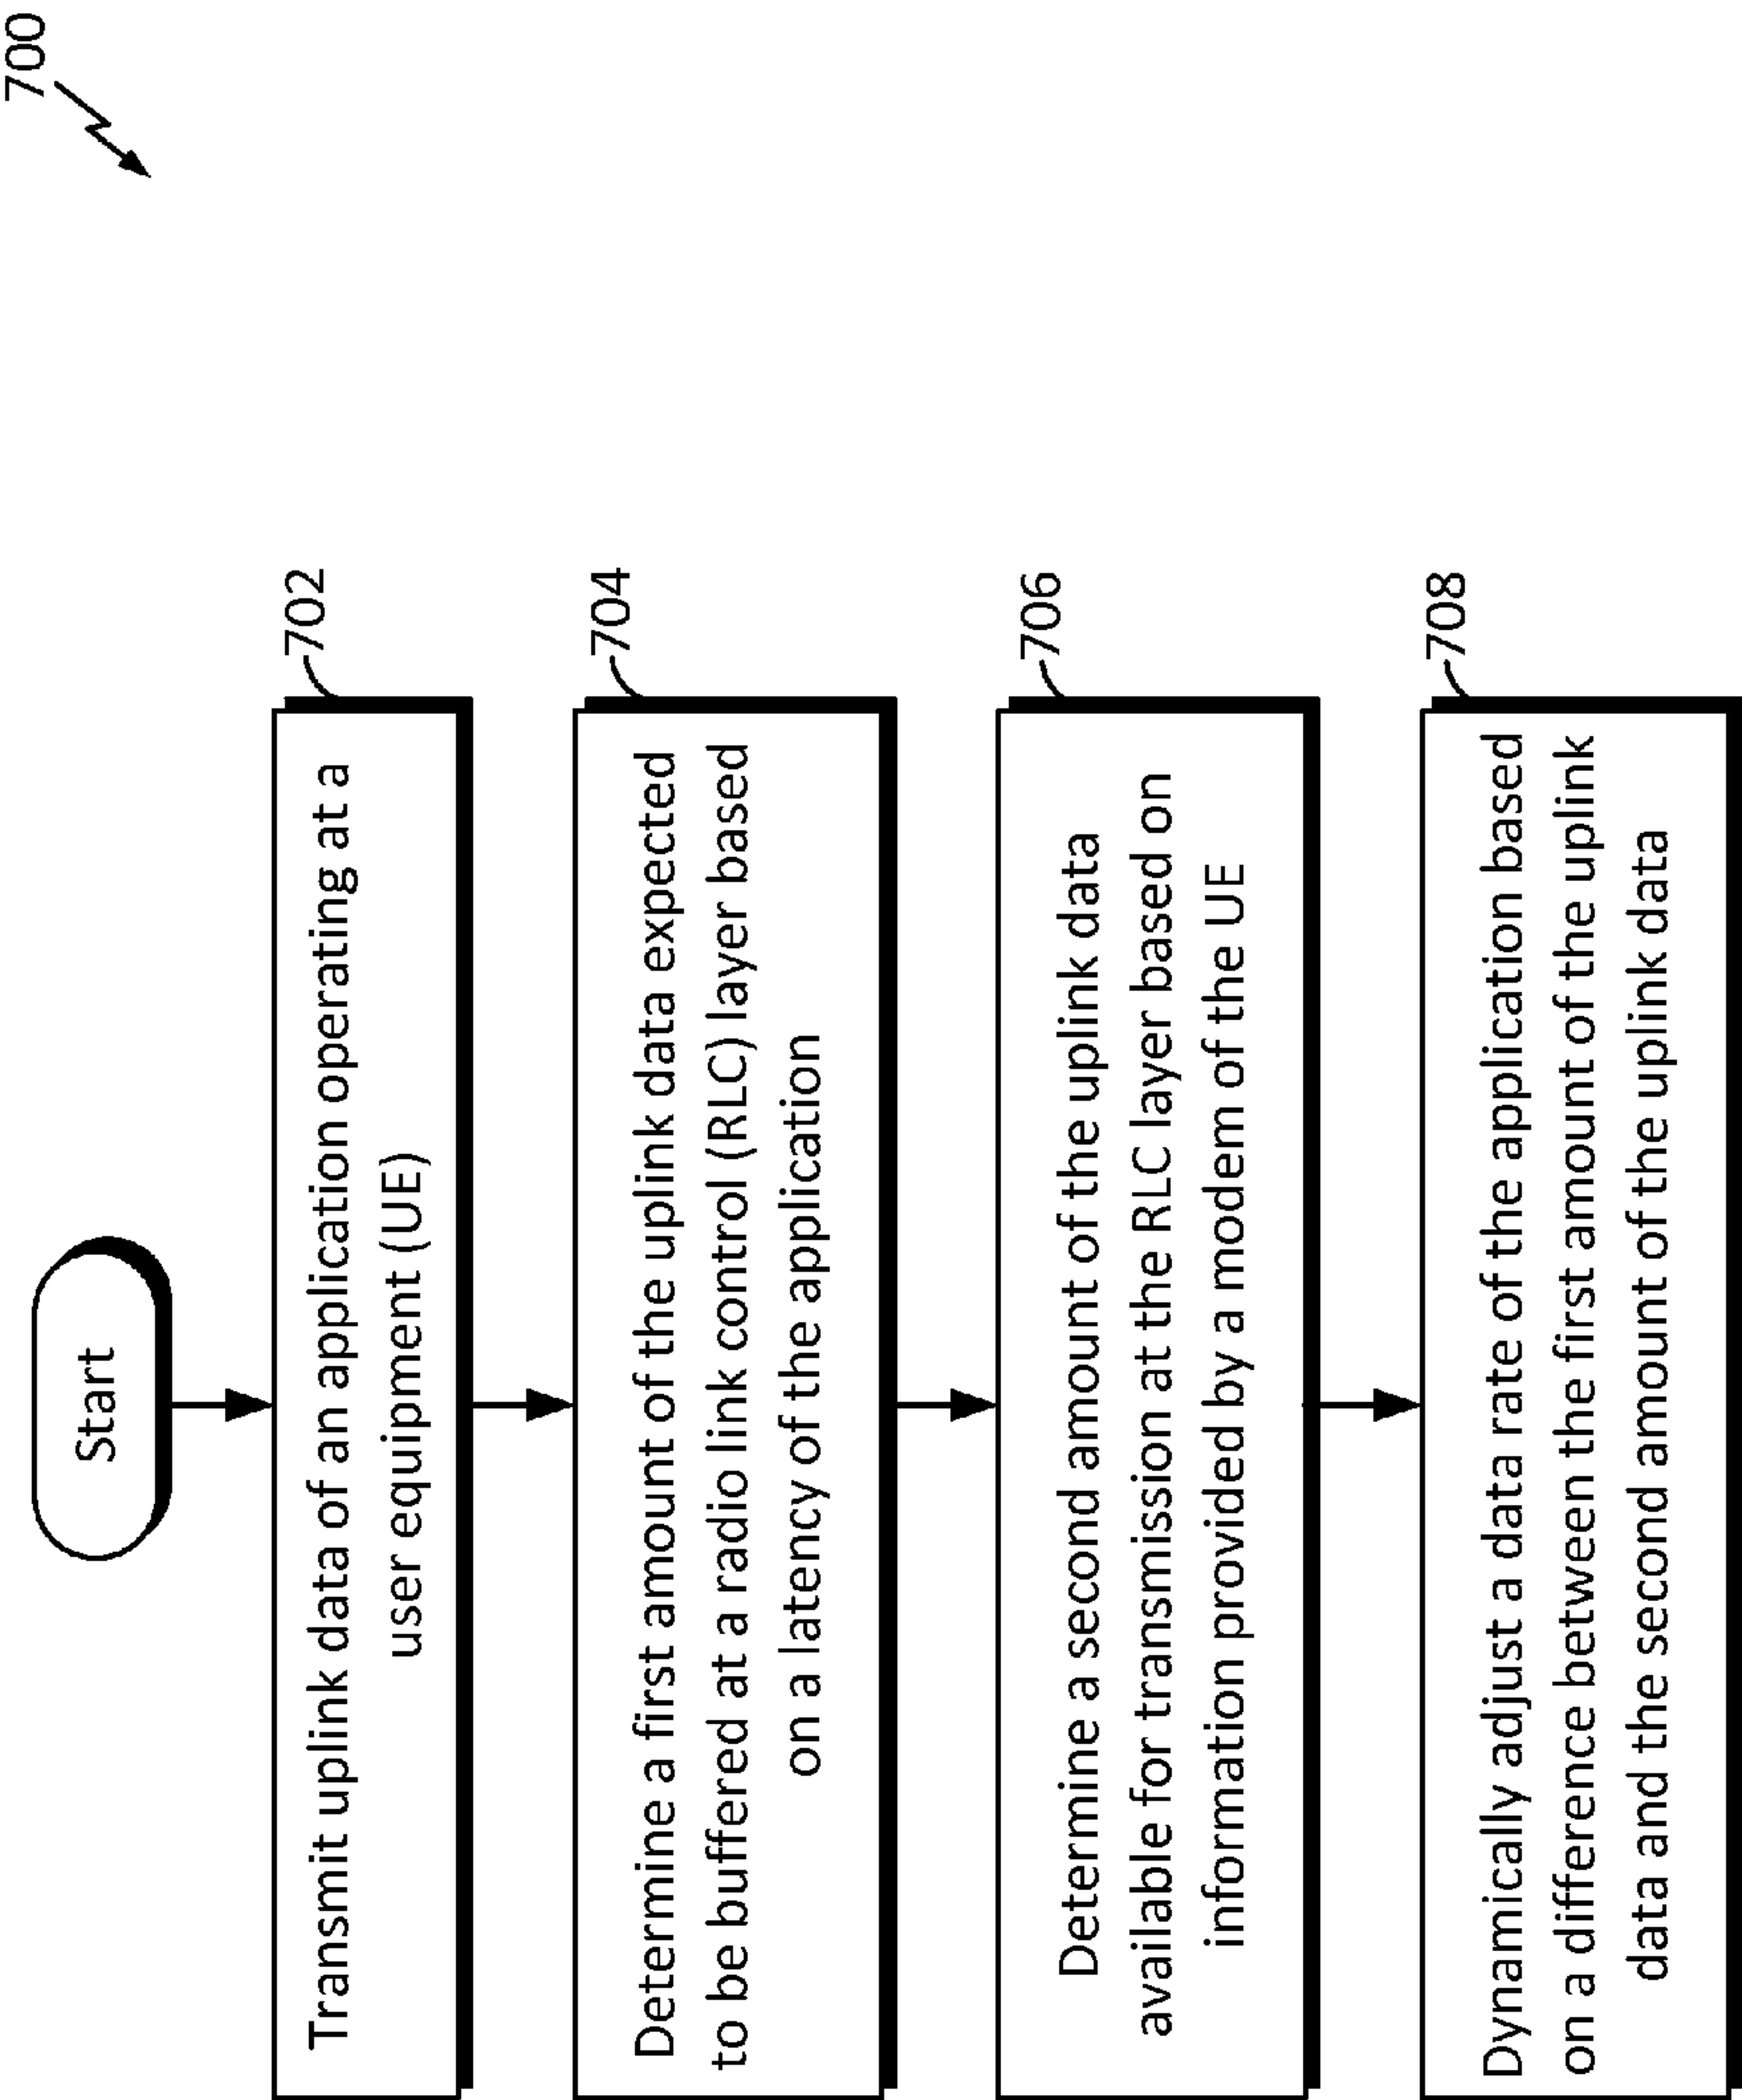 700
Start
702
Transmit uplink data of an application operating at a
user equipment (UE)
704
Determine a first amount of the uplink data expected
to be buffered at a radio link control (RLC) layer based
on a latency of the application
706
Determine a second amount of the uplink data
available for transmission at the RLC layer based on
information provided by a modem of the UE
708
Dynamically adjust a data rate of the application based
on a difference between the first amount of the uplink
data and the second amount of the uplink data